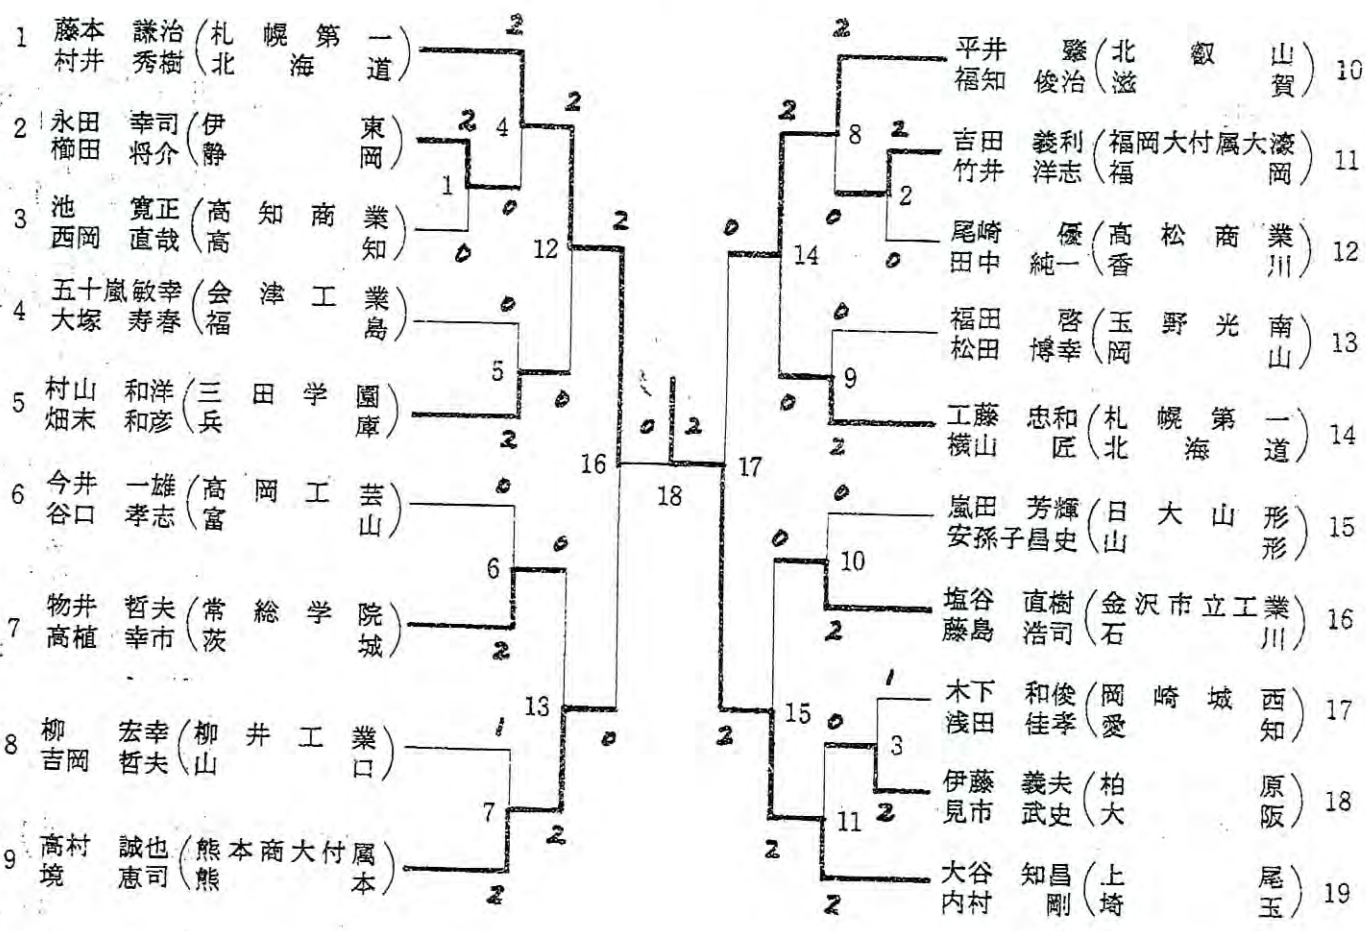 1 藤本 謙治 (札幌第一
村井 秀樹 北海道)
2 永田 幸司 (伊東
櫛田 将介 静岡)
3 池 寛正 (高知商業
西岡 直哉 高知)
4 五十嵐敏幸 (会津工業
大塚 寿春 福島)
5 村山 和洋 (三田学園
畑末 和彦 兵庫)
6 今井 一雄 (高岡工芸
谷口 孝志 富山)
7 物井 哲夫 (常総学院
高植 幸市 茨城)
8 柳 宏幸 (柳井工業
吉岡 哲夫 山口)
9 高村 誠也 (熊本商大付属
境 恵司 熊本)
2
2
4
2
1
0
0
12
2
0
5
0
2
16
0
6
6
0
2
13
0
1
7
2
2
0
2
18
平井 (北叡山
福知 俊治 滋賀) 10
吉田 義利 (福岡大付属大濠
竹井 洋志 福岡) 11
尾崎 優 (高松商業
田中 純一 香川) 12
福田 啓 (玉野光南
松田 博幸 岡山) 13
工藤 忠和 (札幌第一
横山 匠 北海道) 14
嵐田 芳輝 (日大山形
安孫子昌史 山形) 15
塩谷 直樹 (金沢市立工業
藤島 浩司 石川) 16
木下 和俊 (岡崎城西
浅田 佳孝 愛知) 17
伊藤 義夫 (柏原
見市 武史 大阪) 18
大谷 知昌 (上尾
内村 剛 埼玉) 19
2
2
8
2
0
2
0
0
14
0
9
0
2
17
0
0
10
2
2
15
1
0
3
11
2
2
2